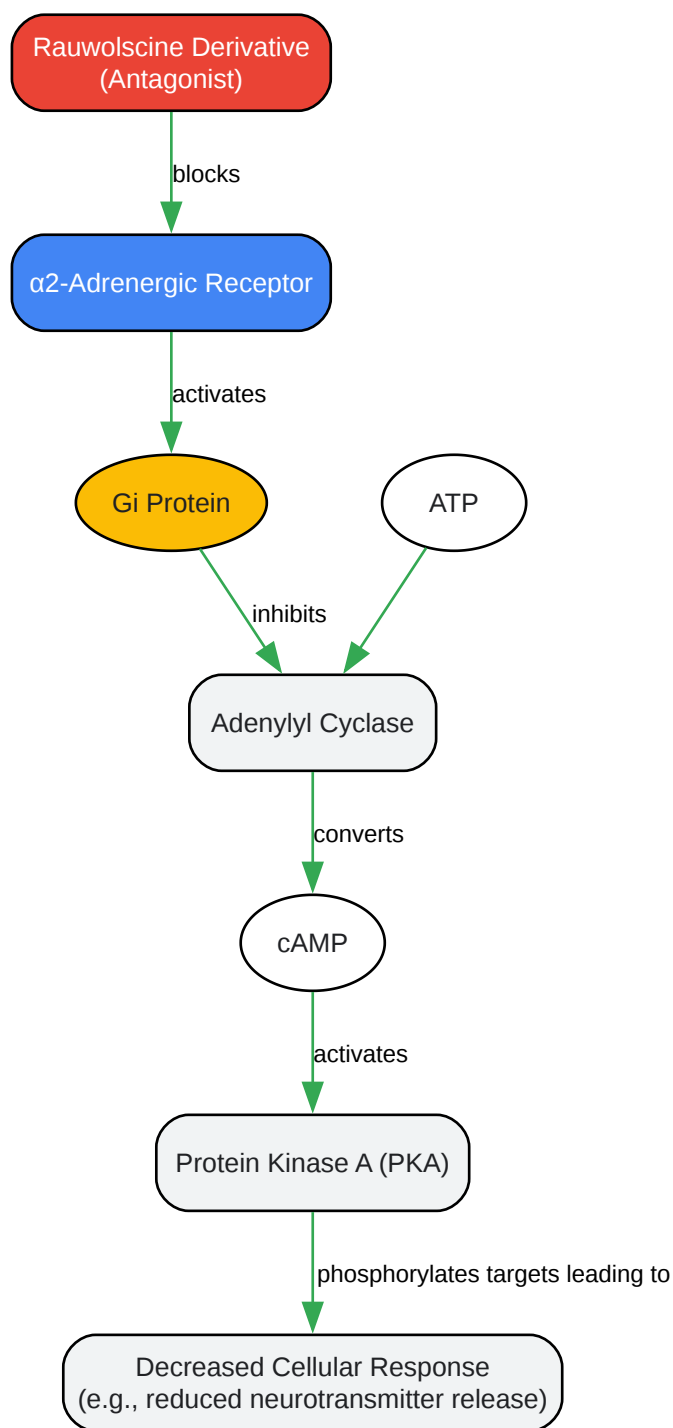 Rauwolscine Derivative
(Antagonist)
blocks
α2-Adrenergic Receptor
activates
Gi Protein
ATP
inhibits
Adenylyl Cyclase
converts
cAMP
activates
Protein Kinase A (PKA)
phosphorylates targets leading to
Decreased Cellular Response
(e.g., reduced neurotransmitter release)